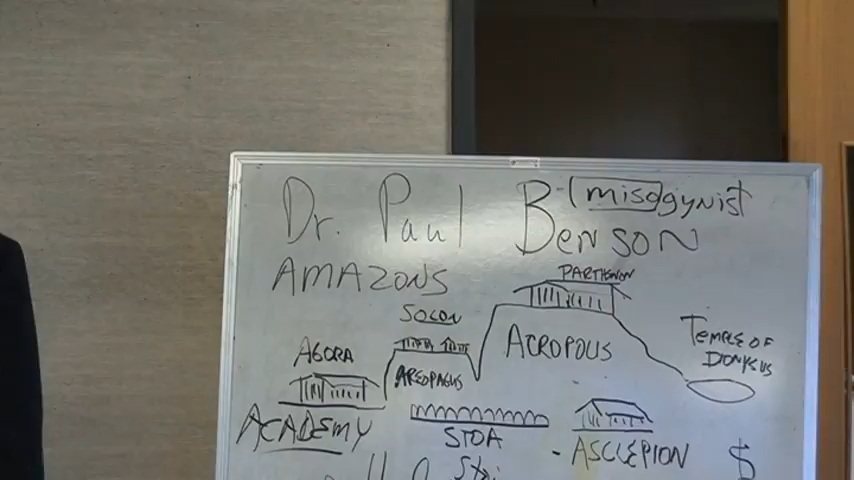 (misogynist
Dr. Paul Benson
AMAZONS
PARTHENON
SOLON
ACROPOLIS
TEMPLE OF
DIONYSUS
AGORA
AREOPAGUS
ACADEMY
STOA
- ASCLEPION
$